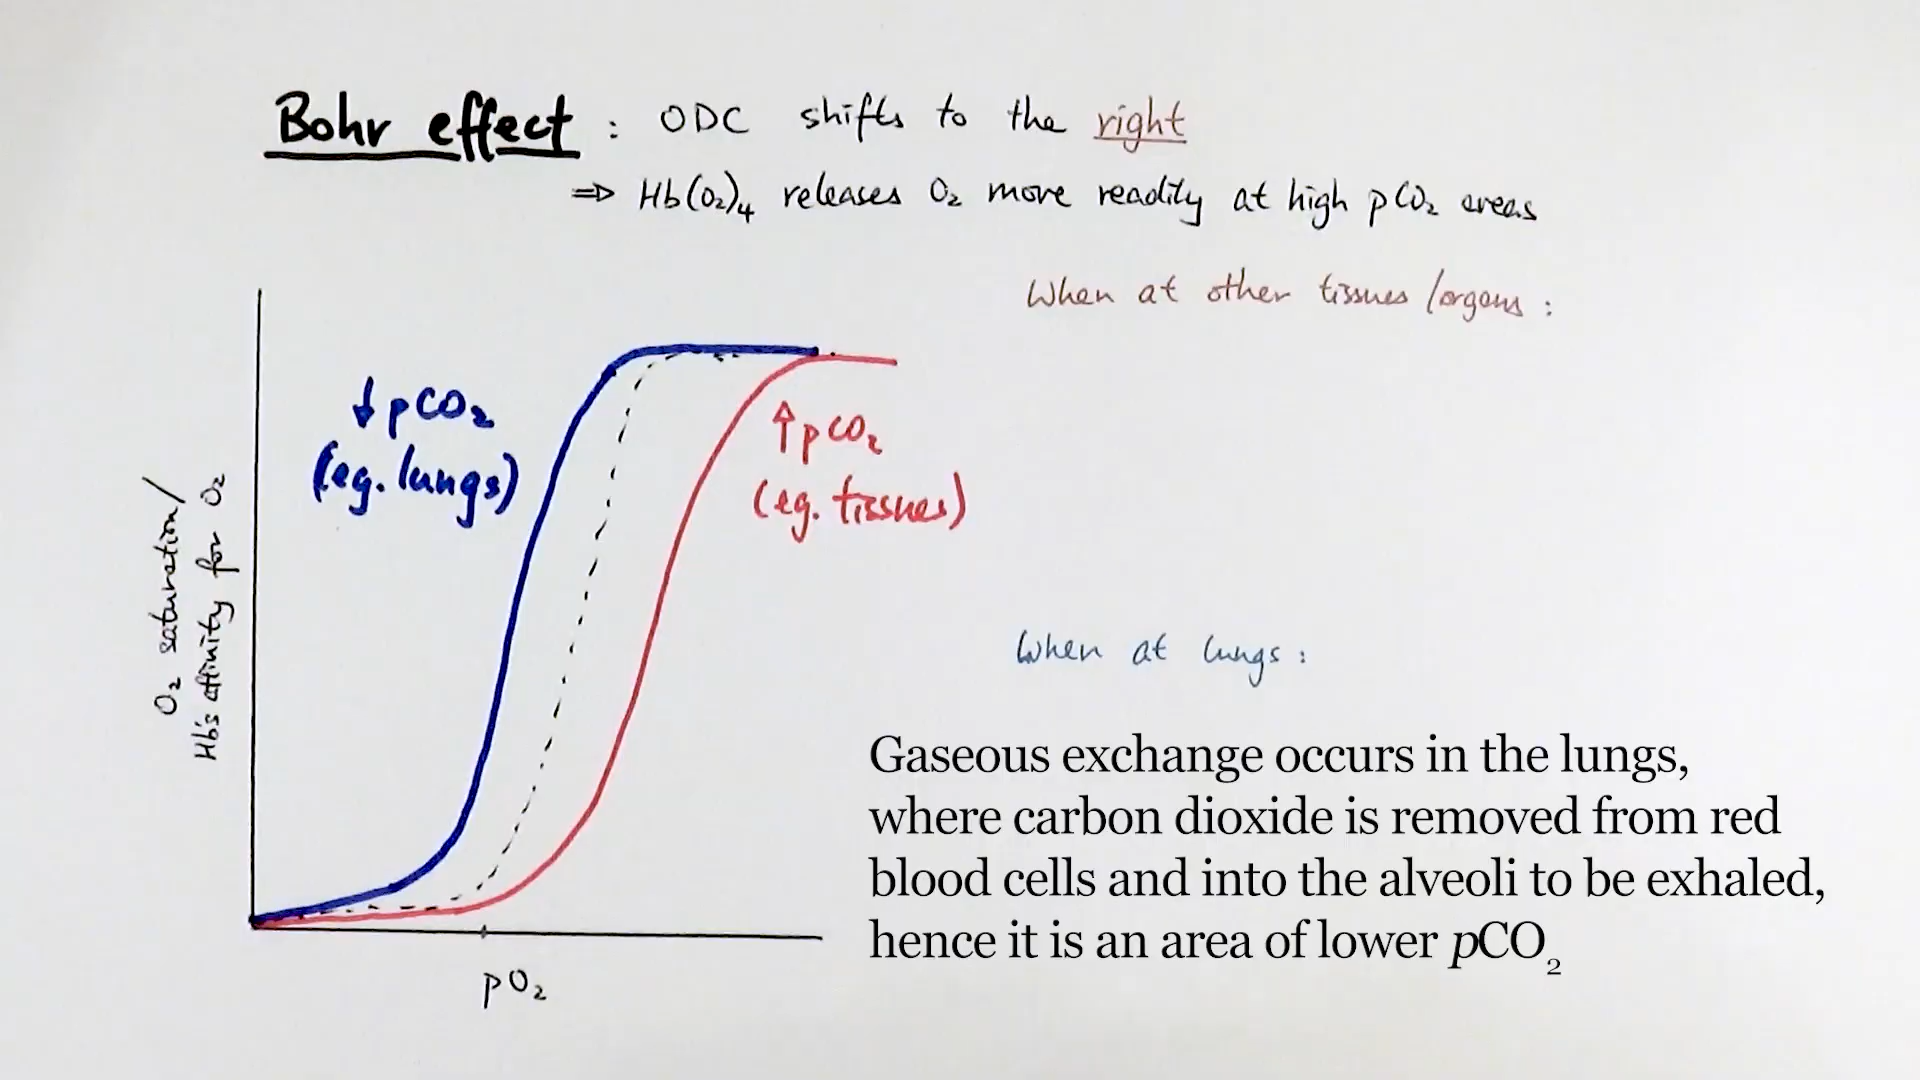 Bohr effect : ODC shifts to the right
⇒ Hb(O₂)₄ releases O₂ more readily at high pCO₂ areas
When at other tissues /organs :
↓ pCO₂
(eg. lungs)
↑ pCO₂
(eg. tissues)
O₂ saturation/
Hb's affinity for O₂
pO₂
When at lungs :
Gaseous exchange occurs in the lungs,
where carbon dioxide is removed from red
blood cells and into the alveoli to be exhaled,
hence it is an area of lower pCO₂